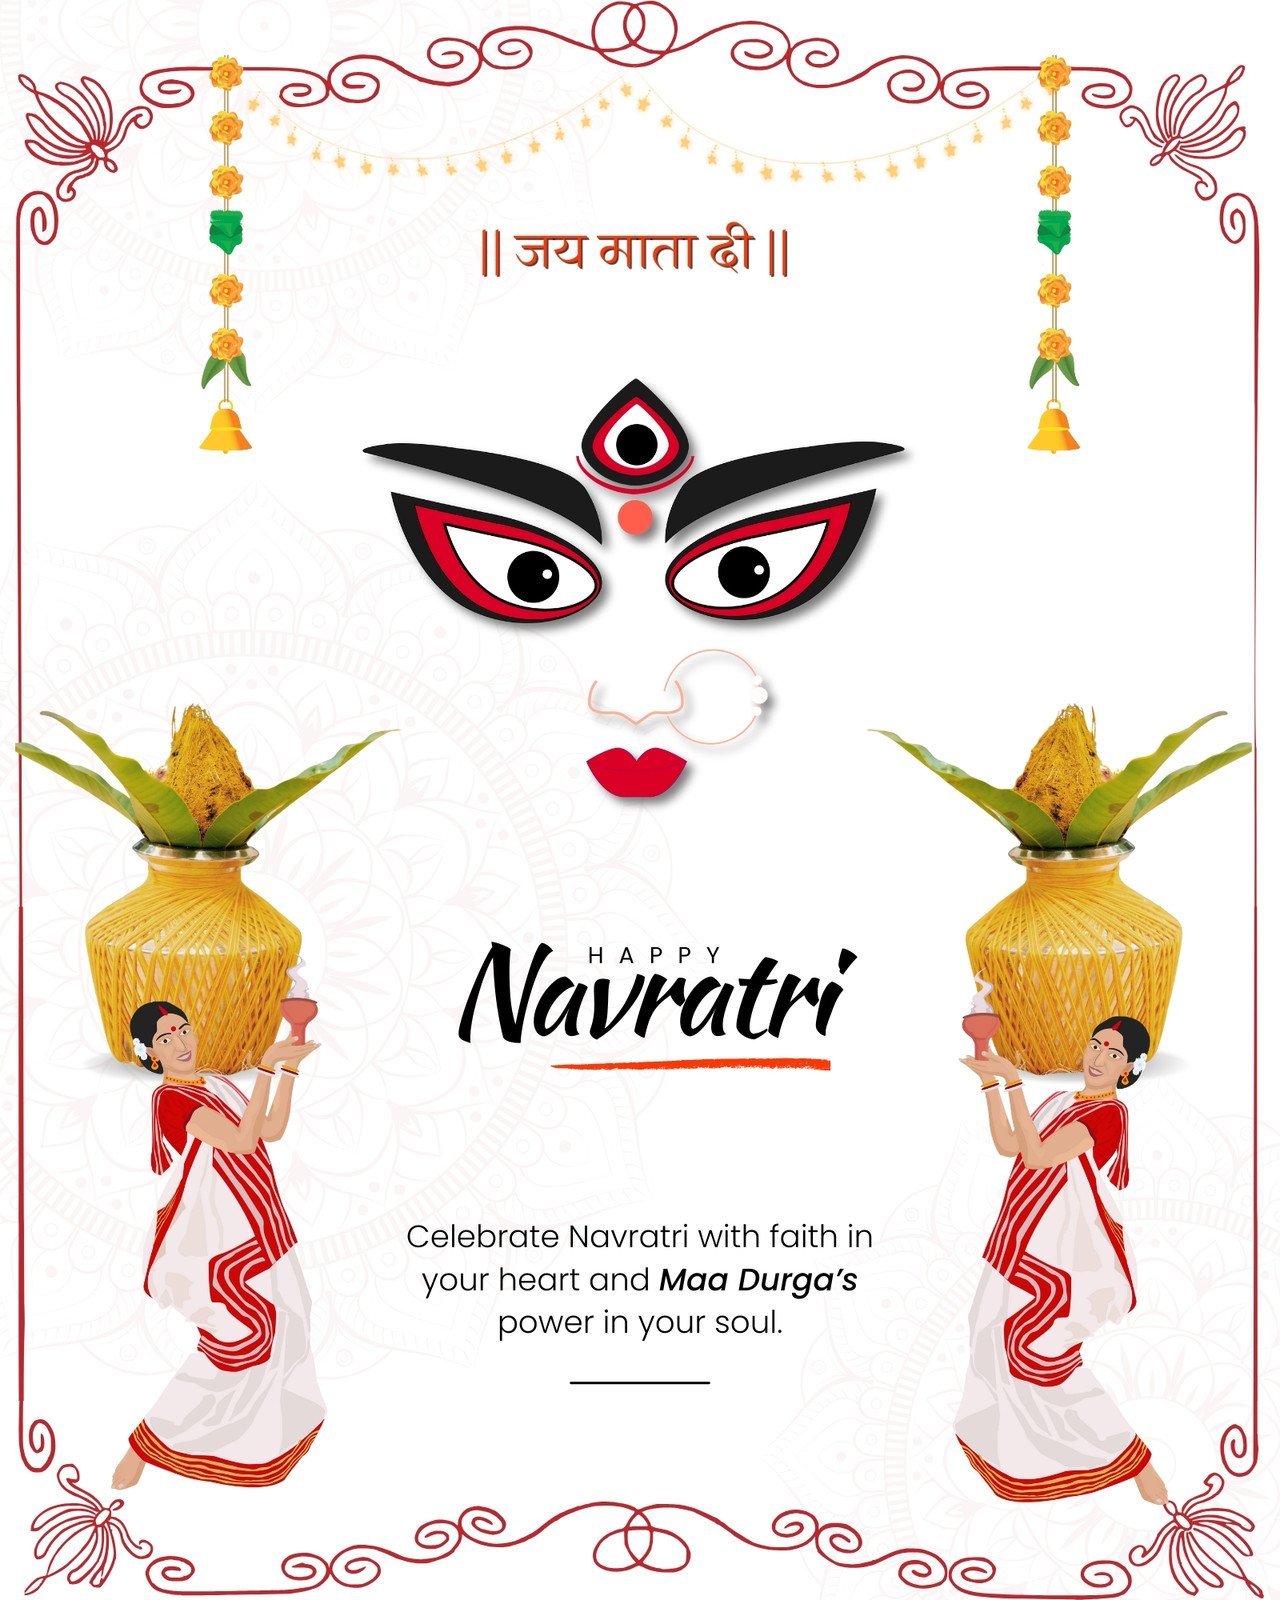 || जय माता दी ||
HAPPY
Navratri
Celebrate Navratri with faith in
your heart and Maa Durga's
power in your soul.